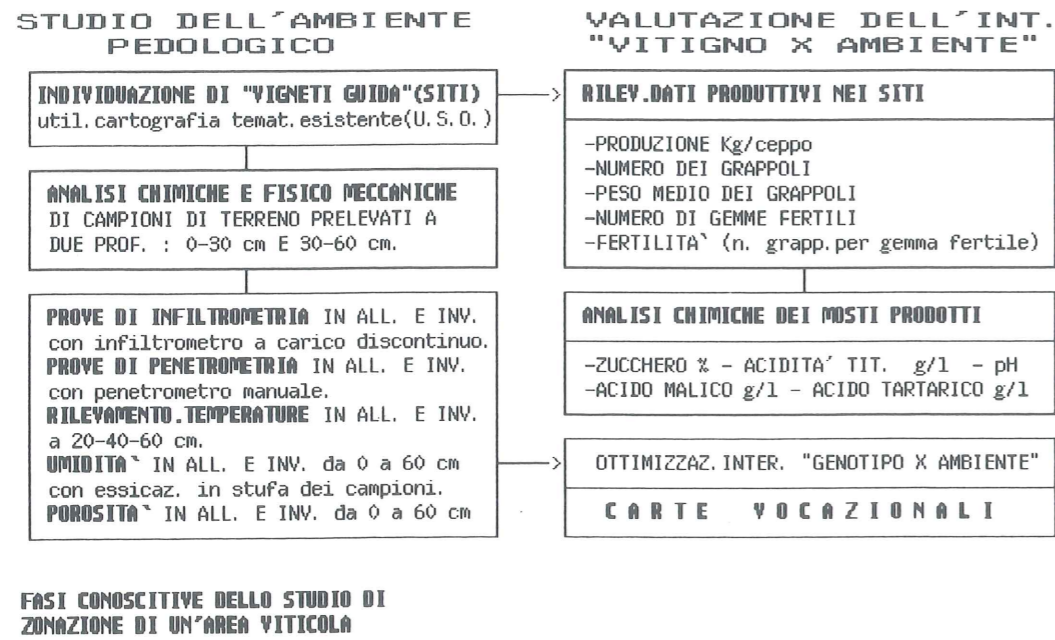 STUDIO DELL´AMBIENTE
PEDOLOGICO
INDIVIDUAZIONE DI "VIGNETI GUIDA"(SITI)
util.cartografia temat.esistente(U.S.O.)
ANALISI CHIMICHE E FISICO MECCANICHE
DI CAMPIONI DI TERRENO PRELEVATI A
DUE PROF. : 0-30 cm E 30-60 cm.
PROVE DI INFILTROMETRIA IN ALL. E INV.
con infiltrometro a carico discontinuo.
PROVE DI PENETROMETRIA IN ALL. E INV.
con penetrometro manuale.
RILEVAMENTO.TEMPERATURE IN ALL. E INV.
a 20-40-60 cm.
UMIDITA` IN ALL. E INV. da 0 a 60 cm
con essicaz. in stufa dei campioni.
POROSITA` IN ALL. E INV. da 0 a 60 cm
VALUTAZIONE DELL´INT.
"VITIGNO X AMBIENTE"
RILEV.DATI PRODUTTIVI NEI SITI
-PRODUZIONE Kg/ceppo
-NUMERO DEI GRAPPOLI
-PESO MEDIO DEI GRAPPOLI
-NUMERO DI GEMME FERTILI
-FERTILITA` (n. grapp.per gemma fertile)
ANALISI CHIMICHE DEI MOSTI PRODOTTI
-ZUCCHERO % - ACIDITA´ TIT. g/l - pH
-ACIDO MALICO g/l - ACIDO TARTARICO g/l
OTTIMIZZAZ.INTER. "GENOTIPO X AMBIENTE"
CARTE VOCAZIONALI
FASI CONOSCITIVE DELLO STUDIO DI
ZONAZIONE DI UN´AREA VITICOLA